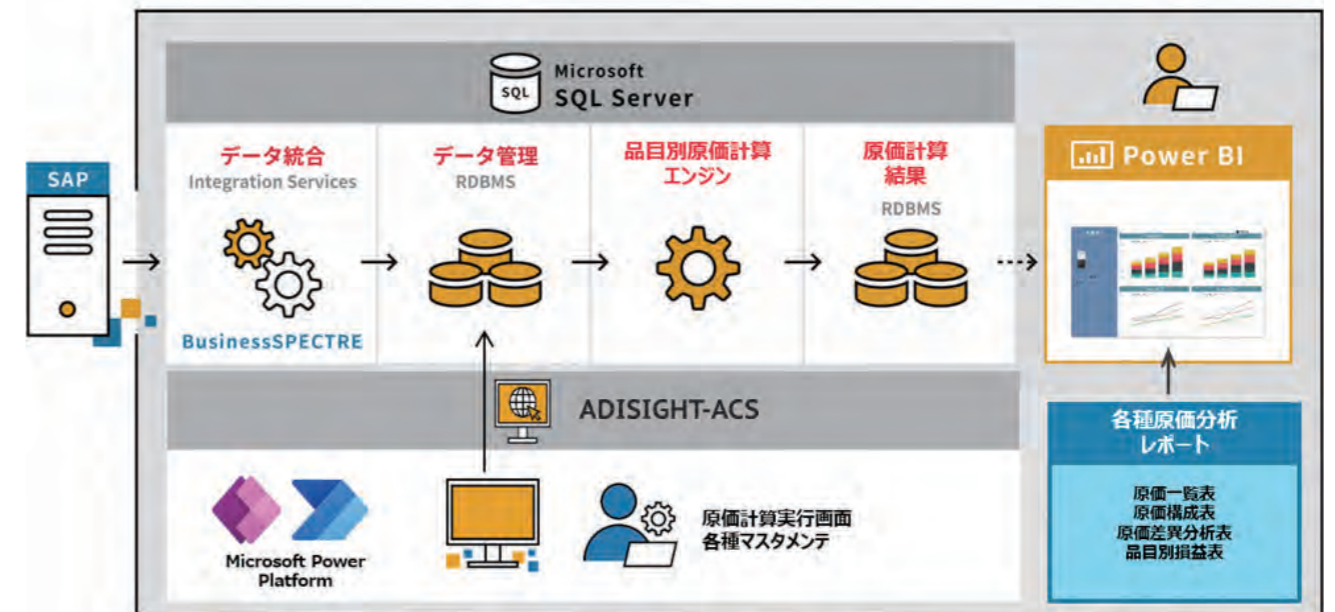 Microsoft
SQL
SQL Server
SAP
データ統合
Integration Services
BusinessSPECTRE
データ管理
RDBMS
品目別原価計算
エンジン
原価計算
結果
RDBMS
Power BI
ADISIGHT-ACS
Microsoft Power
Platform
原価計算実行画面
各種マスタメンテ
各種原価分析
レポート
原価一覧表
原価構成表
原価差異分析表
品目別損益表